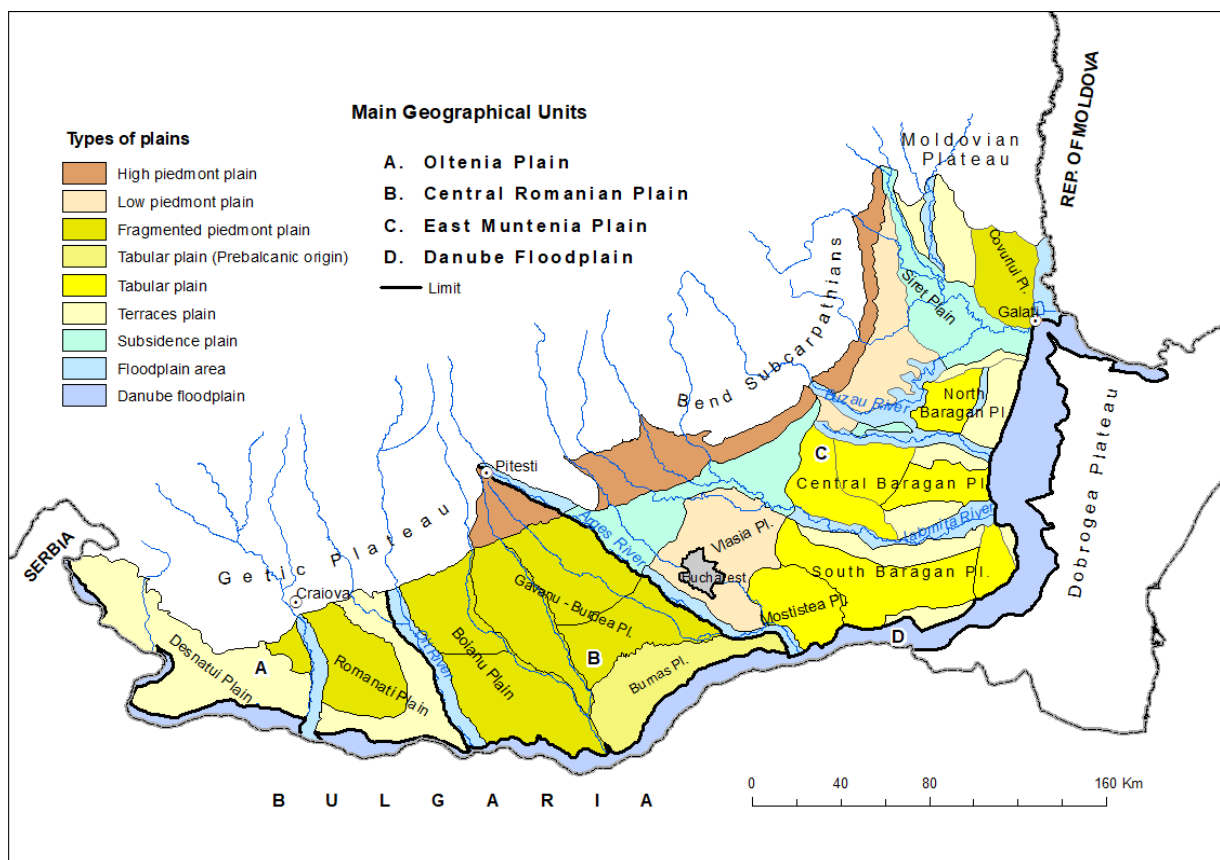 Main Geographical Units
A. Oltenia Plain
B. Central Romanian Plain
C. East Muntenia Plain
D. Danube Floodplain
Limit
Types of plains
High piedmont plain
Low piedmont plain
Fragmented piedmont plain
Tabular plain (Prebalcanic origin)
Tabular plain
Terraces plain
Subsidence plain
Floodplain area
Danube floodplain
Moldovian
Plateau
REP. OF MOLDOVA
Covurlui Pl.
Siret Plain
Galati
Bend Subcarpathians
Buzau River
North
Baragan Pl.
C
Central Baragan Pl.
Dobrogea Plateau
Pitesti
Arges River
Ialomita River
Vlasia Pl.
SERBIA
Getic Plateau
Bucharest
South Baragan Pl.
Craiova
Gavanu - Burdea Pl.
Mostistea Pl.
D
Desnatui Plain
A
Romanati Plain
Olt River
Boianu Plain
B
Burnas Pl.
BULGARIA
0 40 80 160 Km